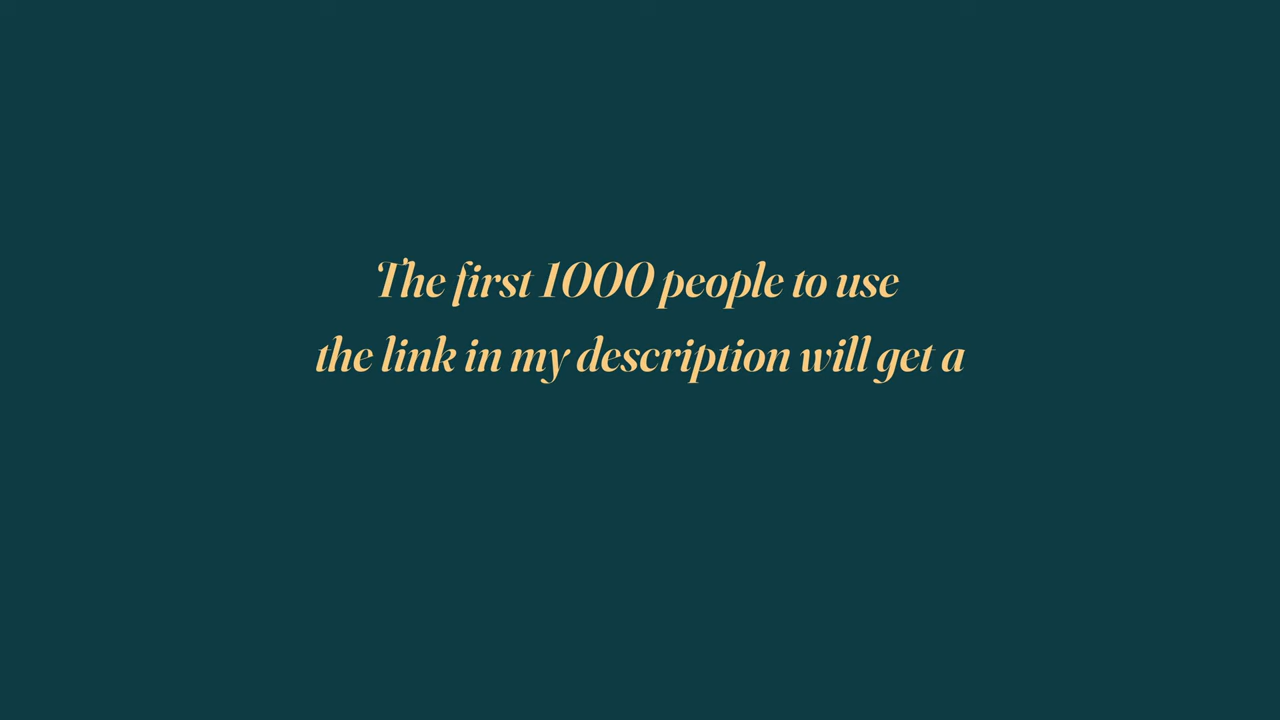 The first 1000 people to use
the link in my description will get a